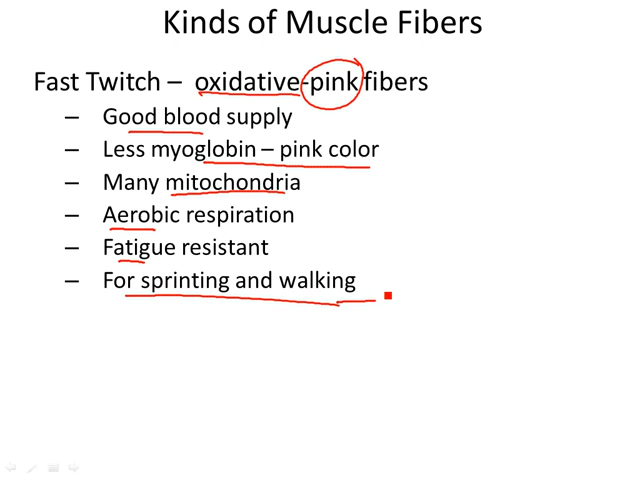 Kinds of Muscle Fibers
Fast Twitch – oxidative-pink fibers
– Good blood supply
– Less myoglobin – pink color
– Many mitochondria
– Aerobic respiration
– Fatigue resistant
– For sprinting and walking